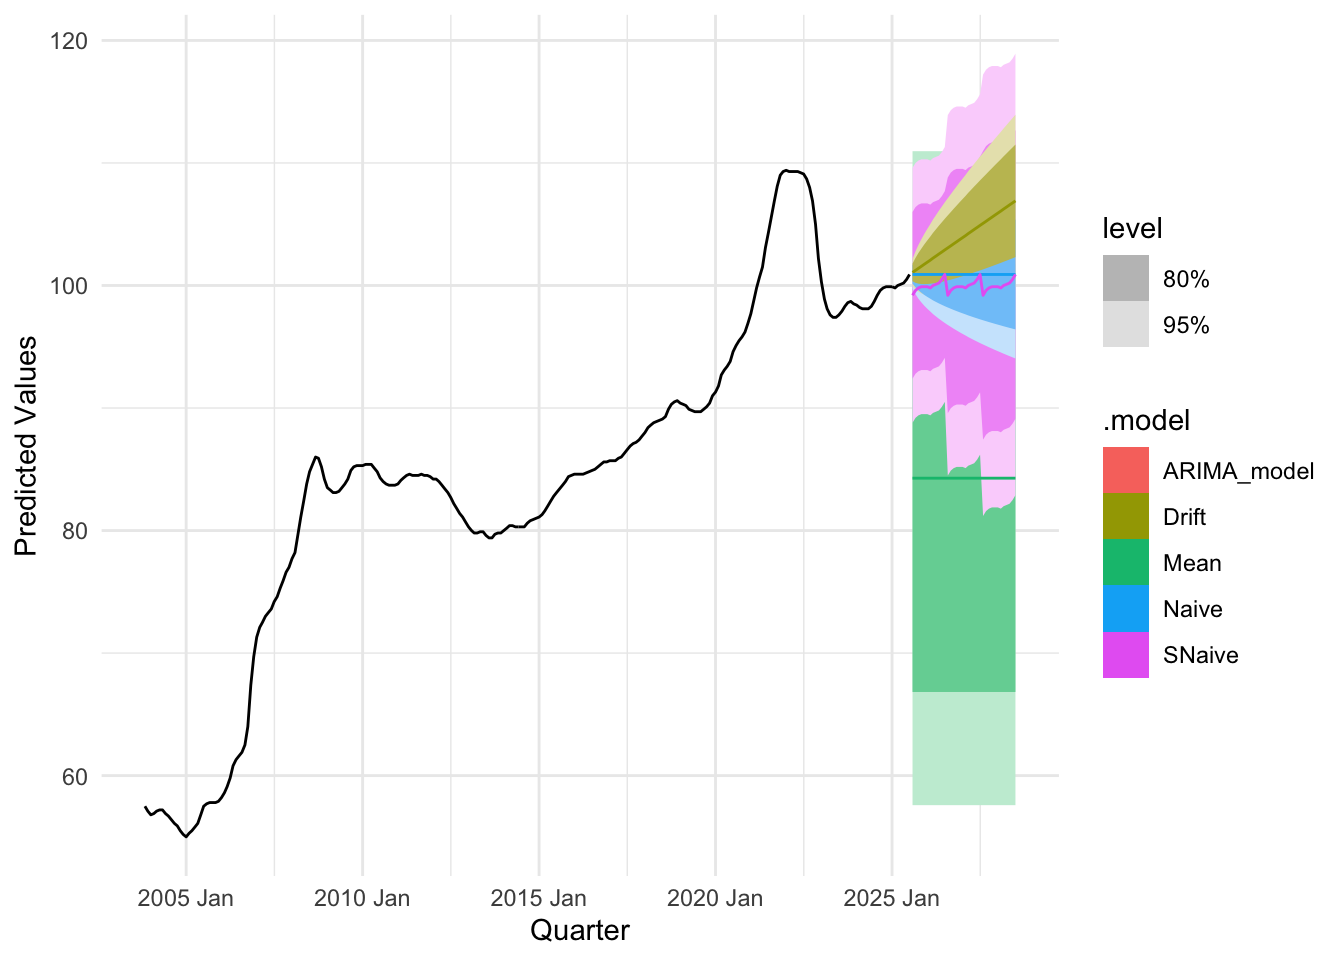 Predicted Values
120
100
80
60
2005 Jan 2010 Jan 2015 Jan 2020 Jan 2025 Jan
Quarter
level
80%
95%
.model
ARIMA_model
Drift
Mean
Naive
SNaive